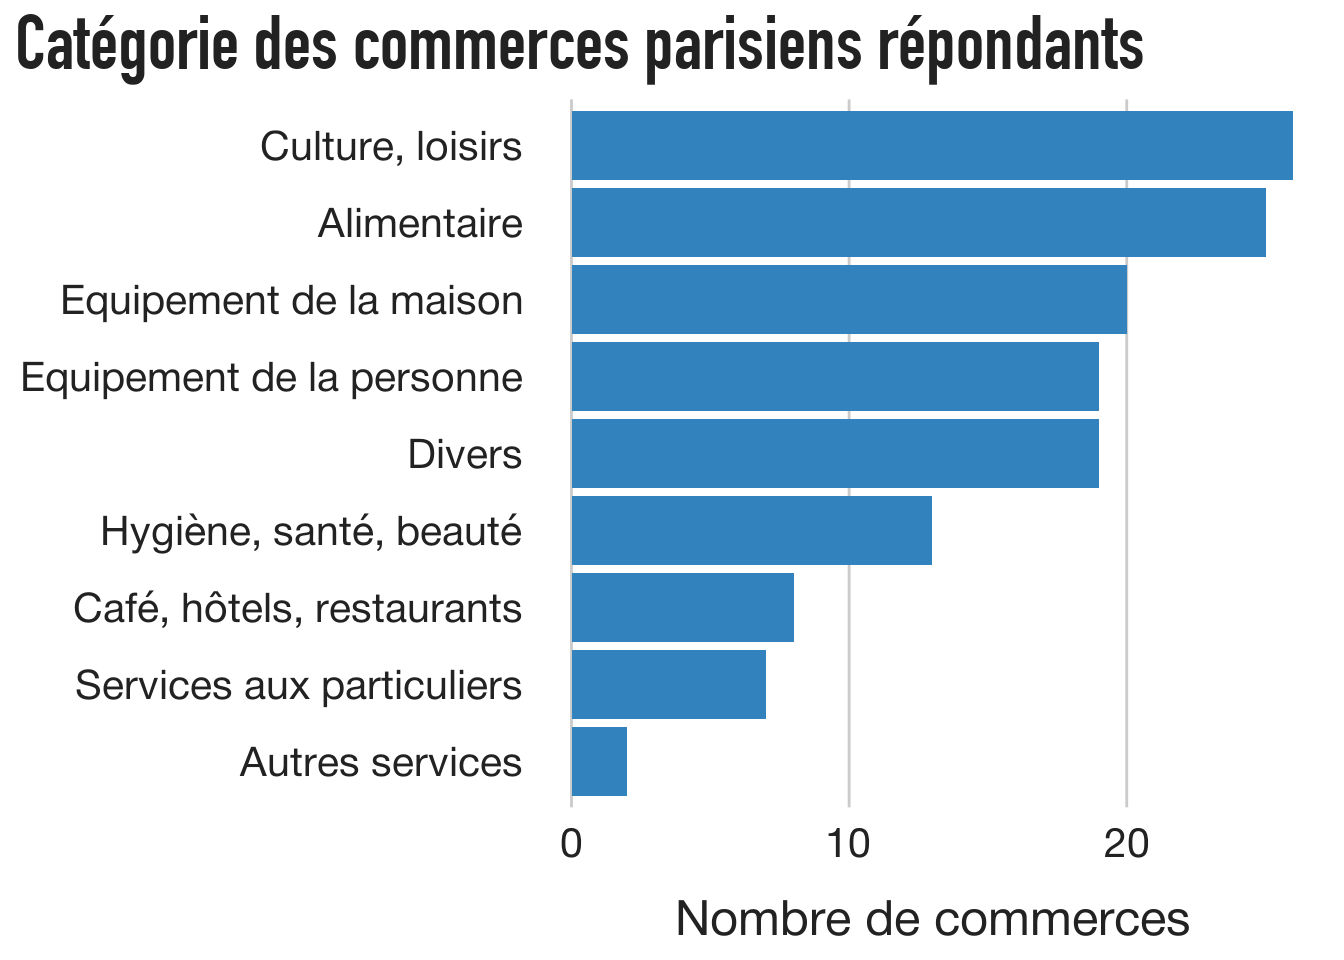 Catégorie des commerces parisiens répondants
Culture, loisirs
Alimentaire
Equipement de la maison
Equipement de la personne
Divers
Hygiène, santé, beauté
Café, hôtels, restaurants
Services aux particuliers
Autres services
0 10 20
Nombre de commerces